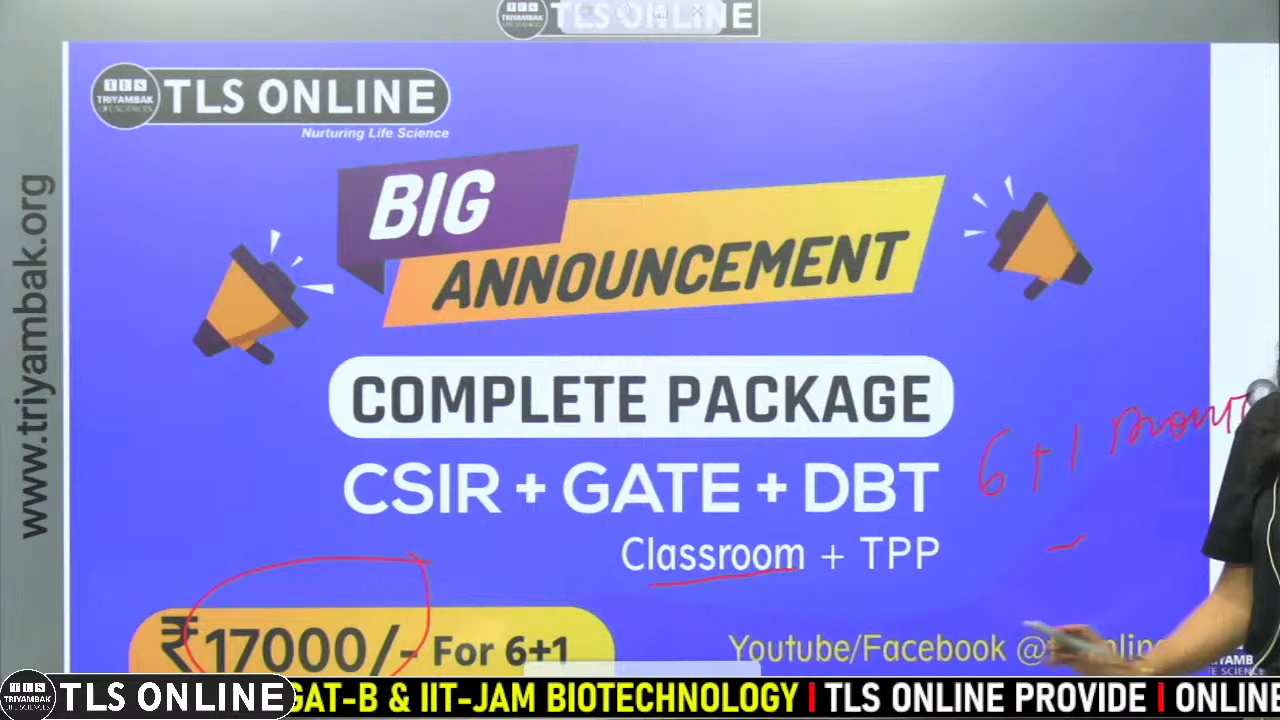 TLS ONLINE
TLS
TRIYAMBAK
LIFE SCIENCES
TLS ONLINE
Nurturing Life Science
www.triyambak.org
BIG
ANNOUNCEMENT
COMPLETE PACKAGE
6+1
CSIR + GATE + DBT
Classroom + TPP
₹17000/- For 6+1
Youtube/Facebook
TRIYAMBAK
TLS ONLINE
GAT-B & IIT-JAM BIOTECHNOLOGY | TLS ONLINE PROVIDE | ONLINE